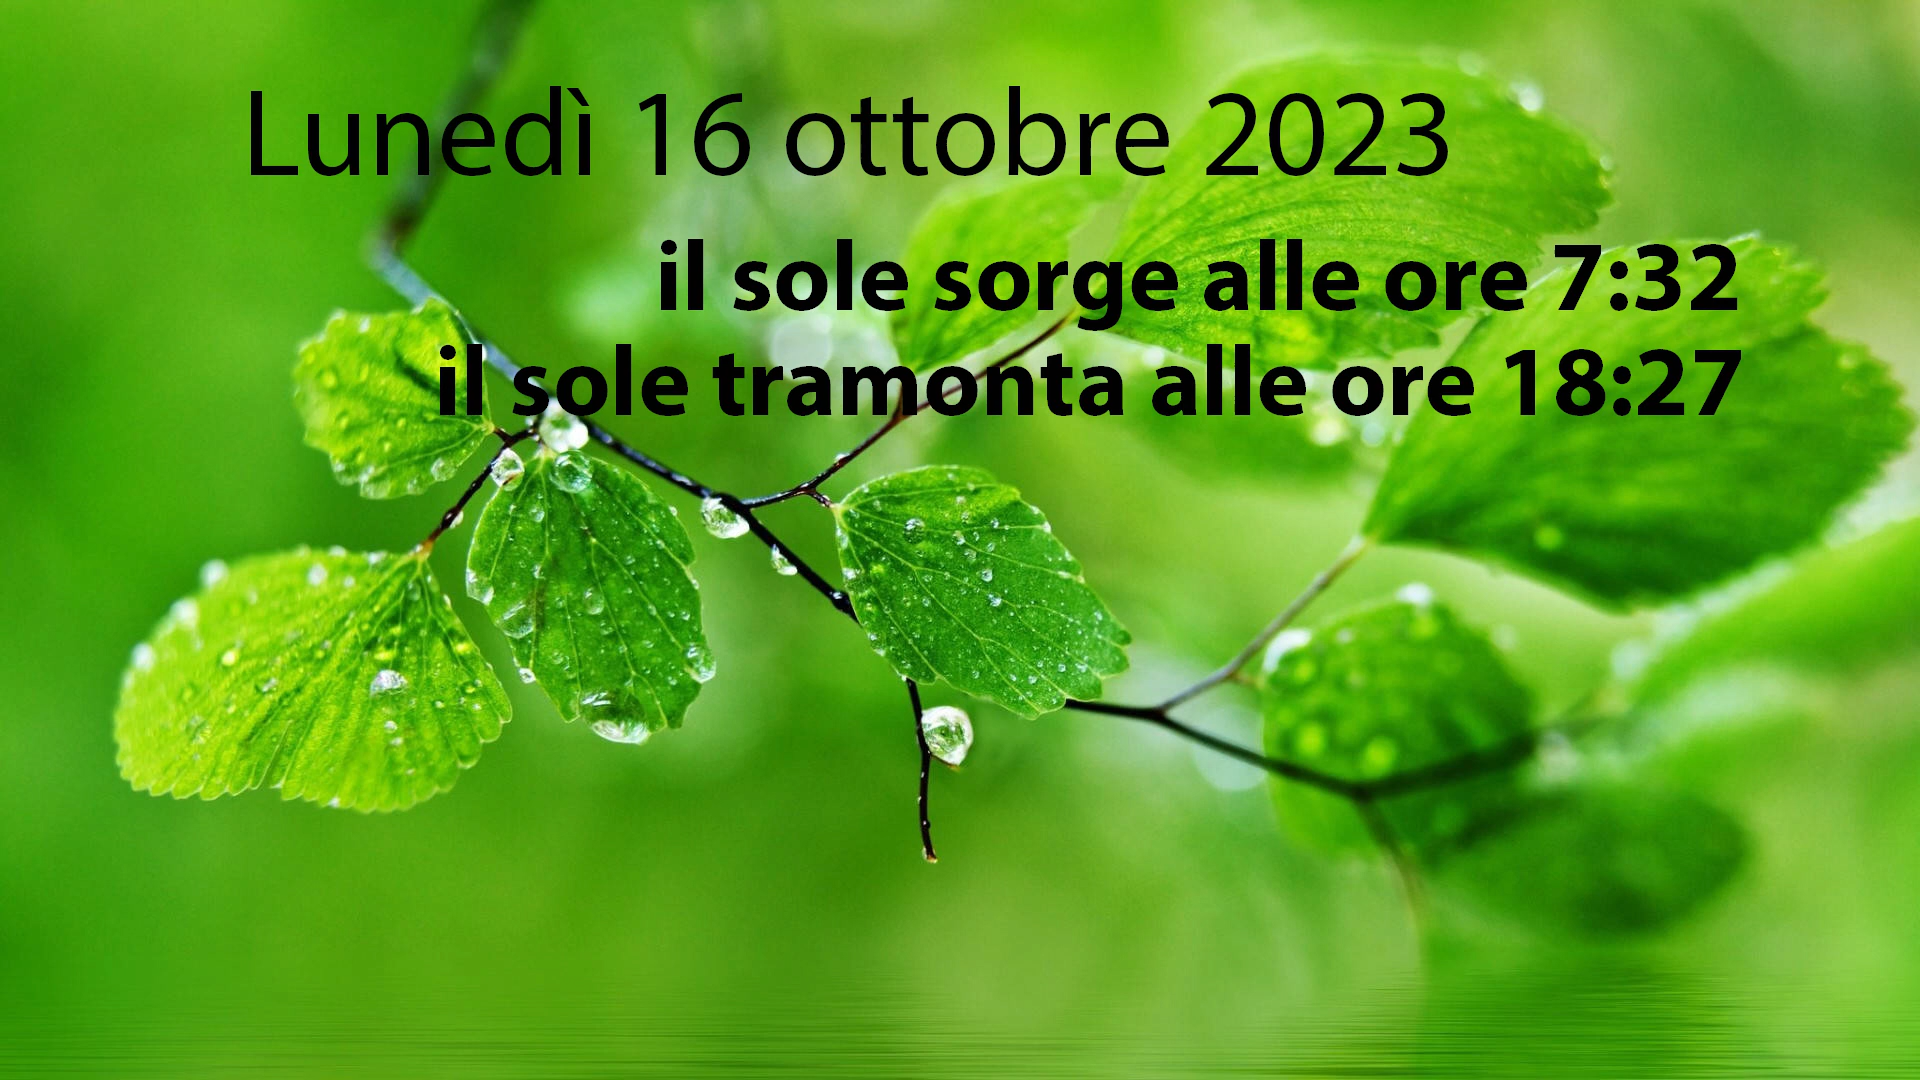 Lunedì 16 ottobre 2023
il sole sorge alle ore 7:32
il sole tramonta alle ore 18:27